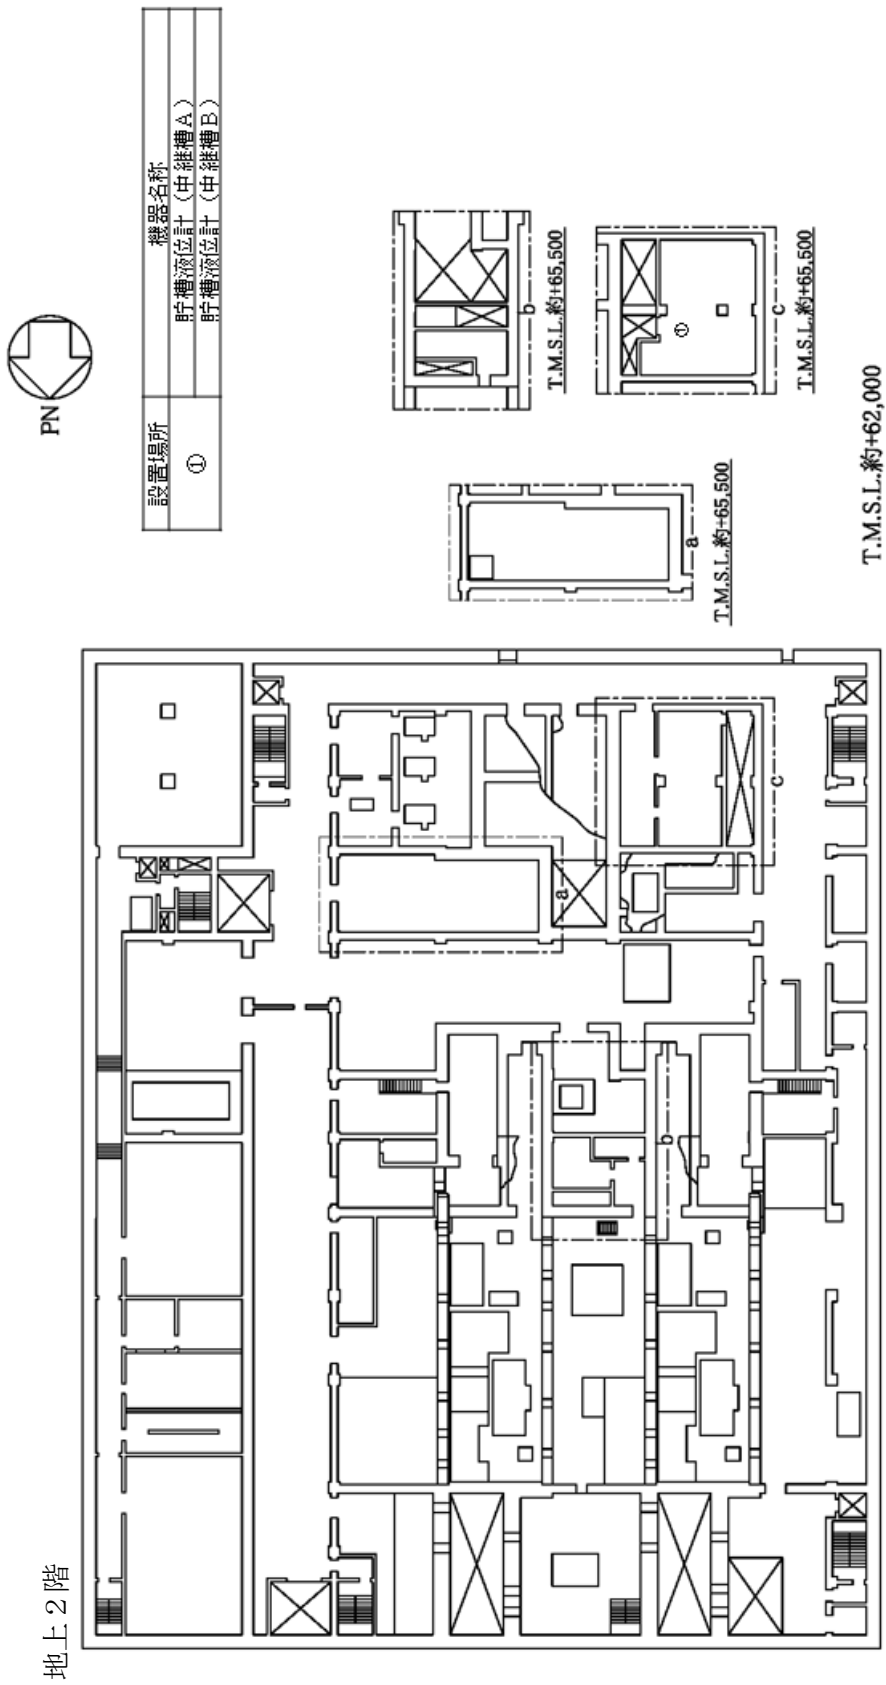 地上2階
PN
設置場所 機器名称
① 貯槽液位計（中継槽A）
貯槽液位計（中継槽B）
b
T.M.S.L.約+65,500
①
c
T.M.S.L.約+65,500
a
T.M.S.L.約+65,500
T.M.S.L.約+62,000
a
b
c